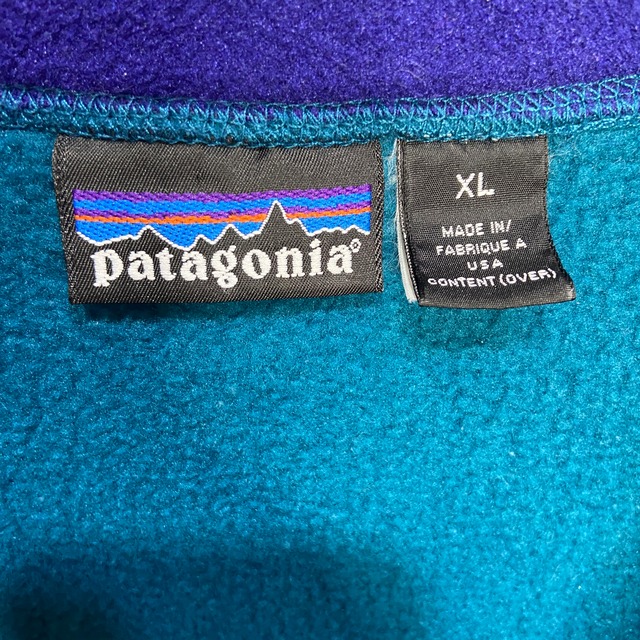 patagonia®
XL
MADE IN/
FABRIQUE A
USA
CONTENT (OVER)